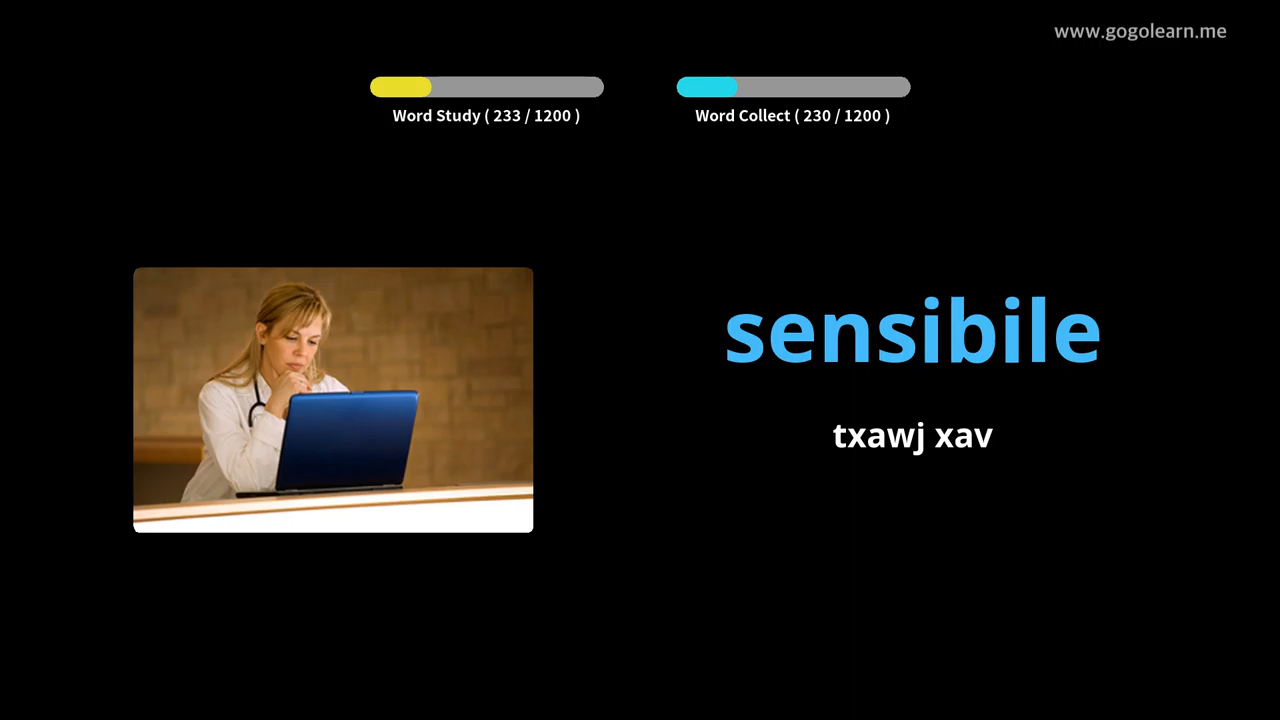 www.gogolearn.me
Word Study ( 233 / 1200 )
Word Collect ( 230 / 1200 )
sensibile
txawj xav